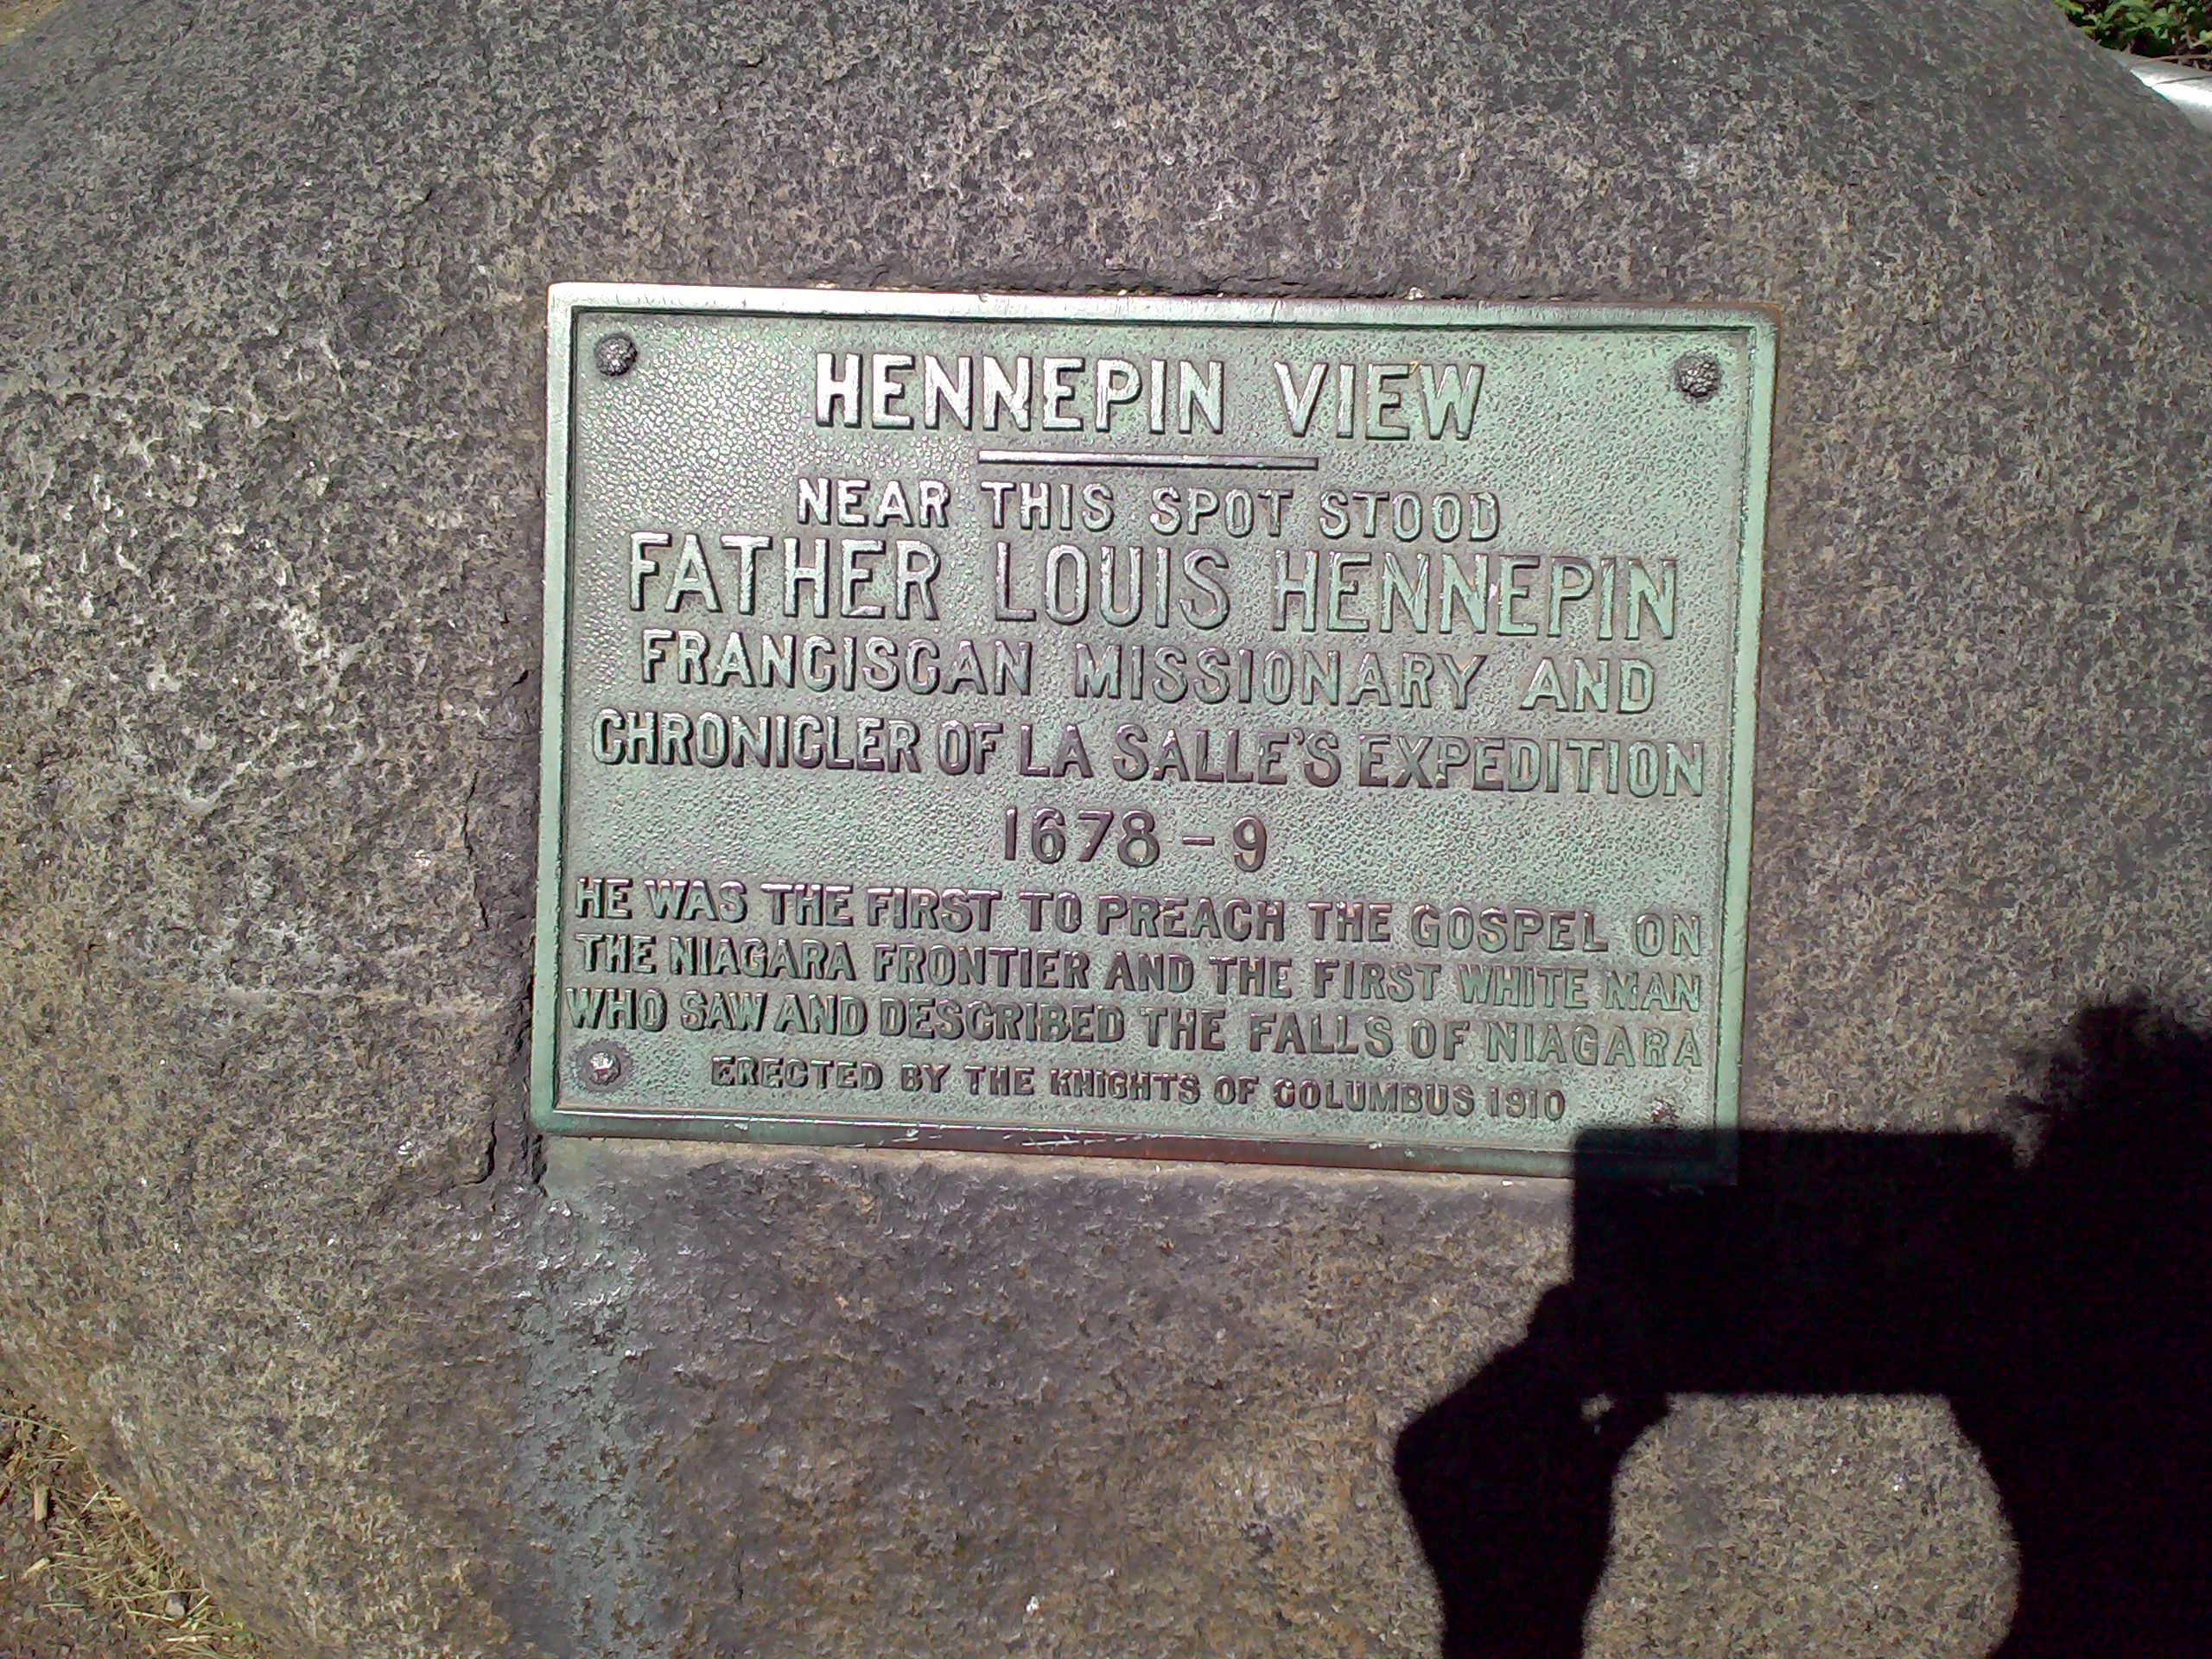 HENNEPIN VIEW
NEAR THIS SPOT STOOD
FATHER LOUIS HENNEPIN
FRANCISCAN MISSIONARY AND
CHRONICLER OF LA SALLE'S EXPEDITION
1678-9
HE WAS THE FIRST TO PREACH THE GOSPEL ON
THE NIAGARA FRONTIER AND THE FIRST WHITE MAN
WHO SAW AND DESCRIBED THE FALLS OF NIAGARA
ERECTED BY THE KNIGHTS OF COLUMBUS 1910